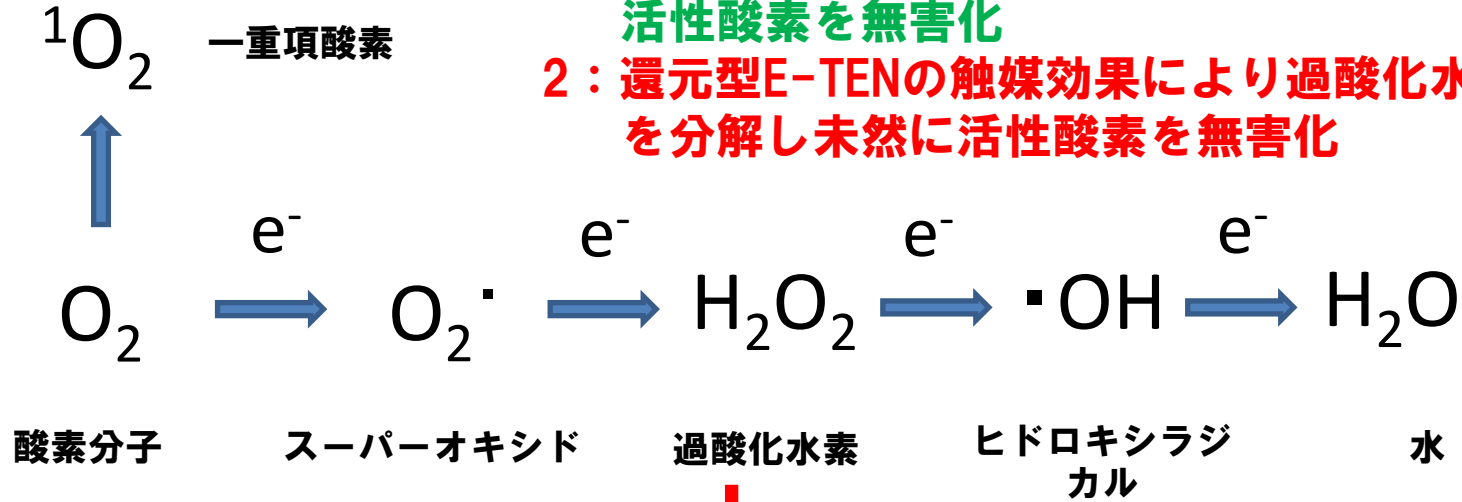 ¹O₂ 一重項酸素
活性酸素を無害化
2：還元型E-TENの触媒効果により過酸化水
を分解し未然に活性酸素を無害化
e⁻ e⁻ e⁻ e⁻
O₂ O₂· H₂O₂ ·OH H₂O
酸素分子 スーパーオキシド 過酸化水素 ヒドロキシラジ 水
カル